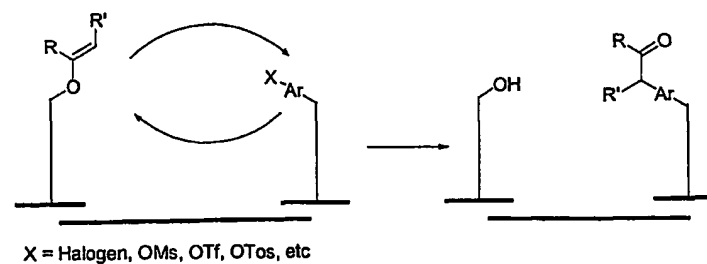 R R'
O
X-Ar
OH
R O
R' Ar
X = Halogen, OMs, OTf, OTos, etc